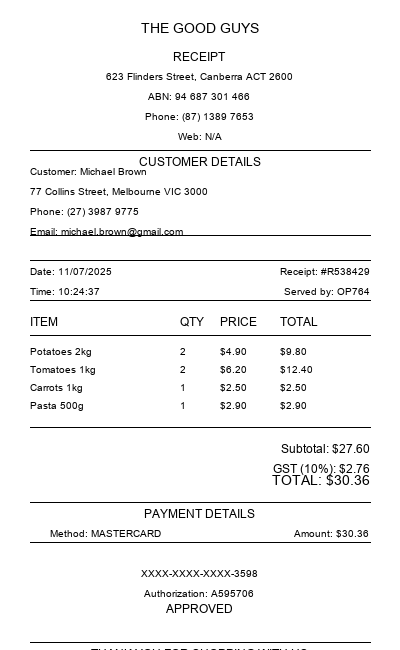 THE GOOD GUYS
RECEIPT
623 Flinders Street, Canberra ACT 2600
ABN: 94 687 301 466
Phone: (87) 1389 7653
Web: N/A
CUSTOMER DETAILS
Customer: Michael Brown
77 Collins Street, Melbourne VIC 3000
Phone: (27) 3987 9775
Email: michael.brown@gmail.com
Date: 11/07/2025 Receipt: #R538429
Time: 10:24:37 Served by: OP764
ITEM QTY PRICE TOTAL
Potatoes 2kg 2 $4.90 $9.80
Tomatoes 1kg 2 $6.20 $12.40
Carrots 1kg 1 $2.50 $2.50
Pasta 500g 1 $2.90 $2.90
Subtotal: $27.60
GST (10%): $2.76
TOTAL: $30.36
PAYMENT DETAILS
Method: MASTERCARD Amount: $30.36
XXXX-XXXX-XXXX-3598
Authorization: A595706
APPROVED